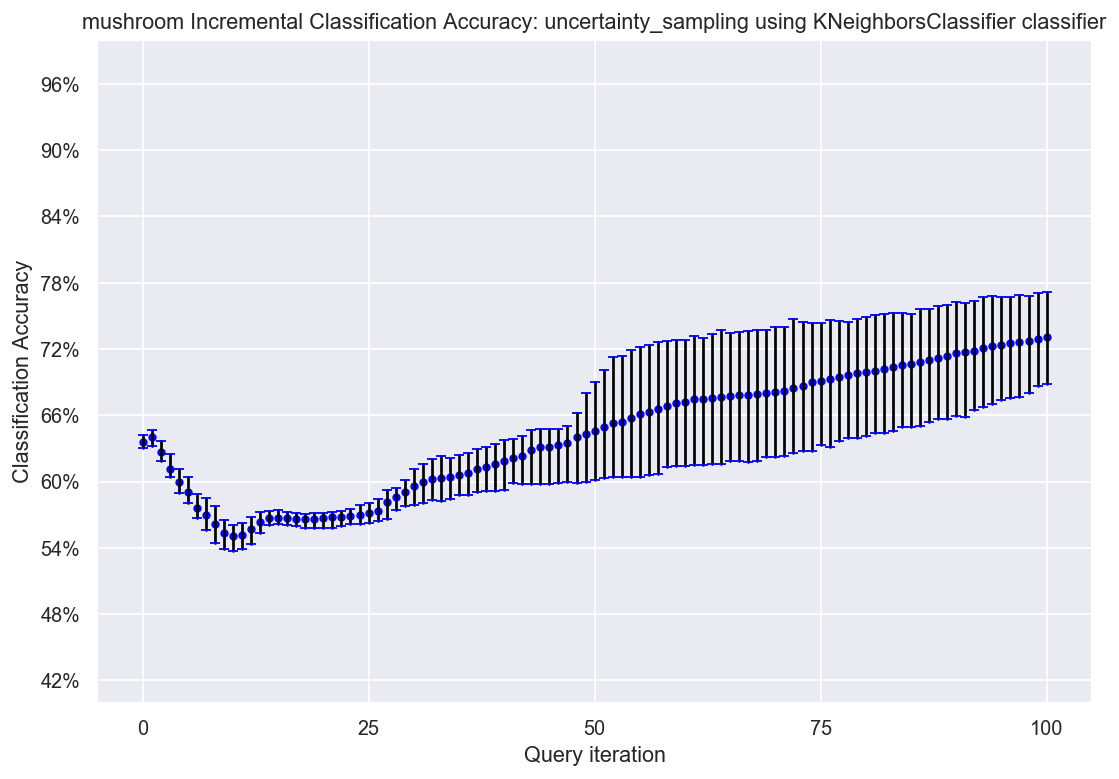 mushroom Incremental Classification Accuracy: uncertainty_sampling using KNeighborsClassifier classifier
96%
90%
84%
78%
72%
66%
60%
54%
48%
42%
Classification Accuracy
0 25 50 75 100
Query iteration